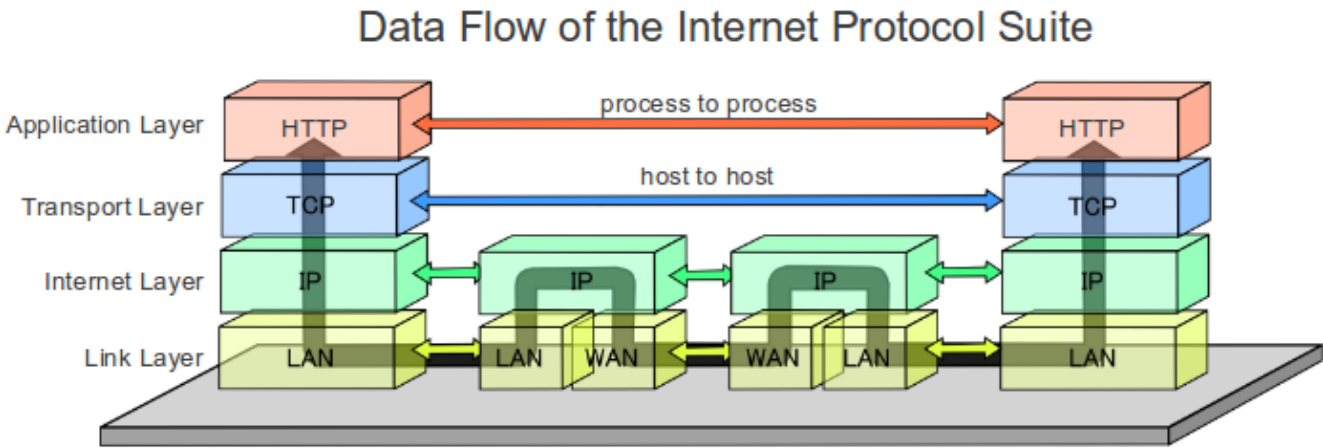 Data Flow of the Internet Protocol Suite
Application Layer HTTP process to process HTTP
Transport Layer TCP host to host TCP
Internet Layer IP IP IP IP
Link Layer LAN LAN WAN WAN LAN LAN